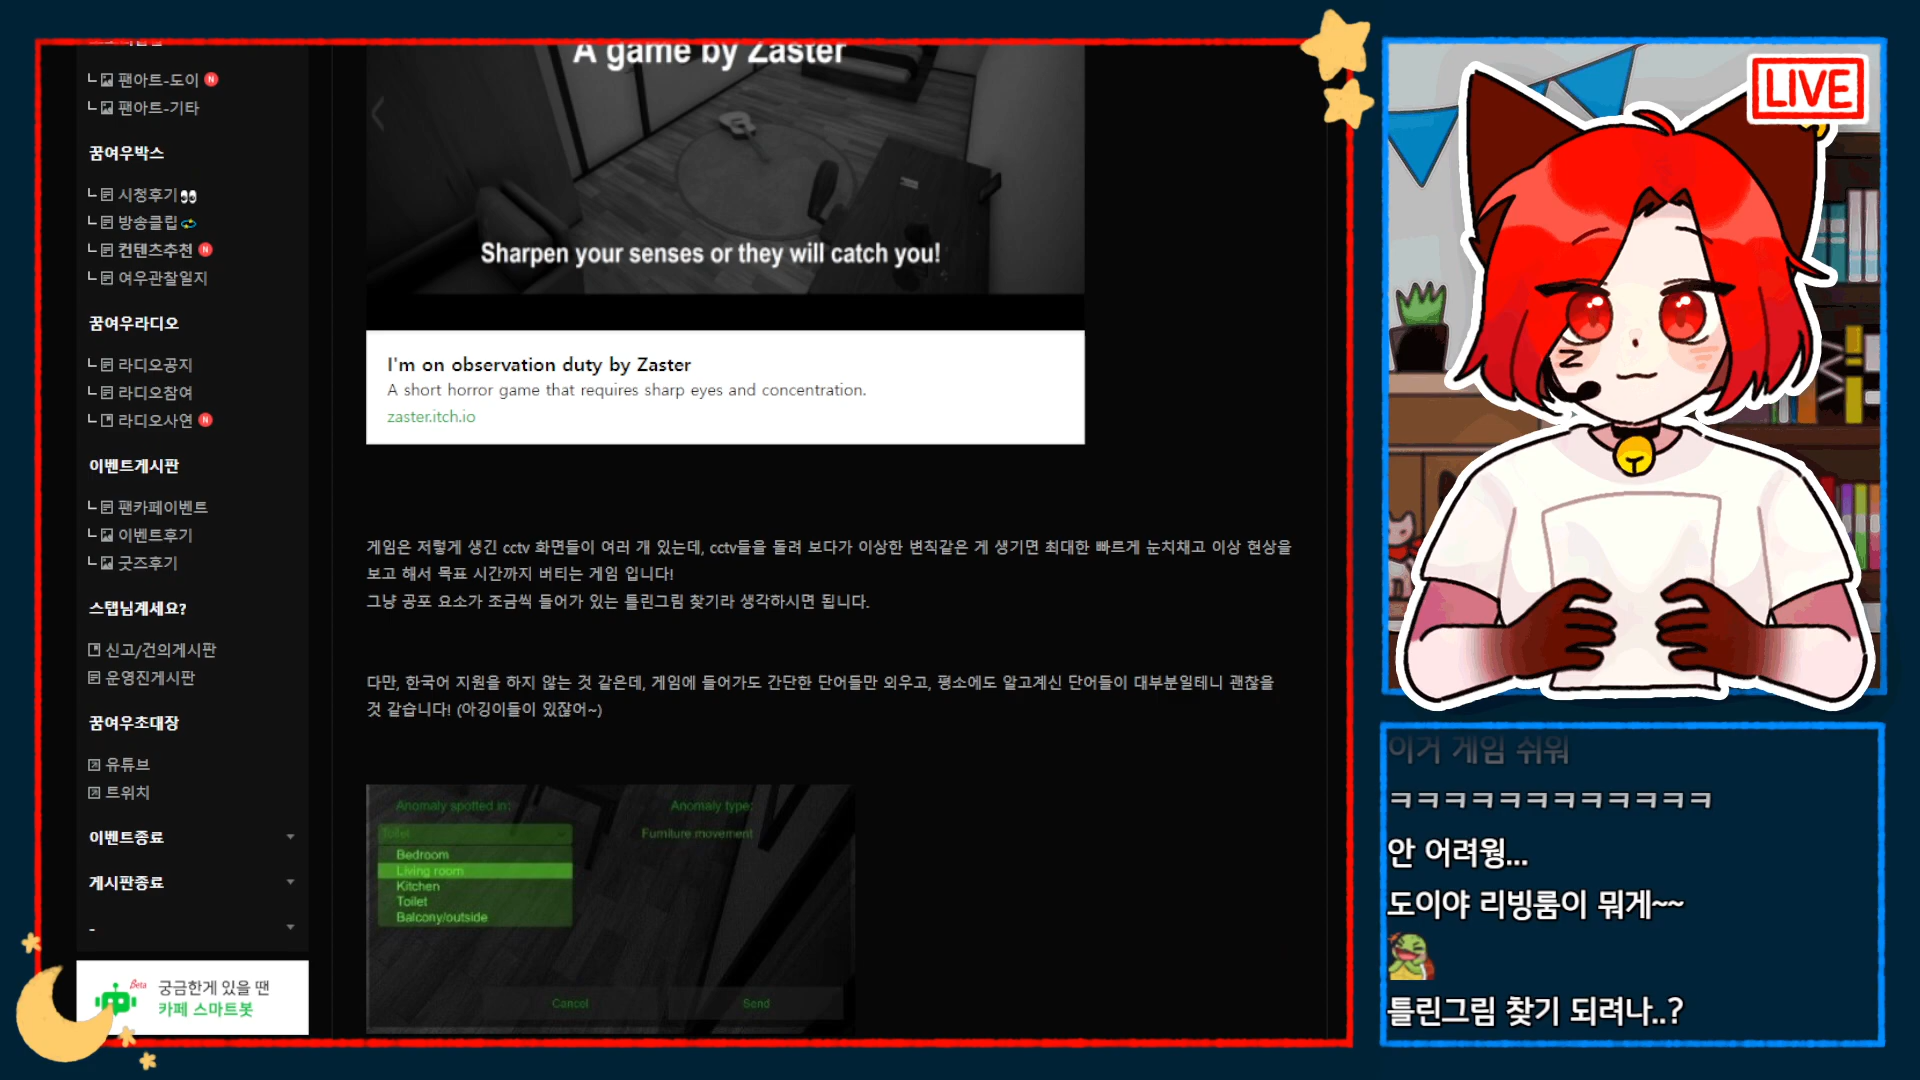 팬아트-도이 N
팬아트-기타
꿈여우박스
시청후기
방송클립
컨텐츠추천 N
여우관찰일지
꿈여우라디오
라디오공지
라디오참여
라디오사연 N
이벤트게시판
팬카페이벤트
이벤트후기
굿즈후기
스탭님계세요?
신고/건의게시판
운영진게시판
꿈여우초대장
유튜브
트위치
이벤트종료
게시판종료
-
Beta
궁금한게 있을 땐
카페 스마트봇
A game by Zaster
Sharpen your senses or they will catch you!
I'm on observation duty by Zaster
A short horror game that requires sharp eyes and concentration.
zaster.itch.io
게임은 저렇게 생긴 cctv 화면들이 여러 개 있는데, cctv들을 돌려 보다가 이상한 변칙같은 게 생기면 최대한 빠르게 눈치채고 이상 현상을
보고 해서 목표 시간까지 버티는 게임 입니다!
그냥 공포 요소가 조금씩 들어가 있는 틀린그림 찾기라 생각하시면 됩니다.
다만, 한국어 지원을 하지 않는 것 같은데, 게임에 들어가도 간단한 단어들만 외우고, 평소에도 알고계신 단어들이 대부분일테니 괜찮을
것 같습니다! (아깅이들이 있잖어~)
Anomaly spotted in:
Anomaly type:
Toilet
Furniture movement
Bedroom
Living room
Kitchen
Toilet
Balcony/outside
Cancel
Send
LIVE
이거 게임 쉬워
ㅋㅋㅋㅋㅋㅋㅋㅋㅋㅋㅋㅋ
안 어려웡...
도이야 리빙룸이 뭐게~~
틀린그림 찾기 되려나..?